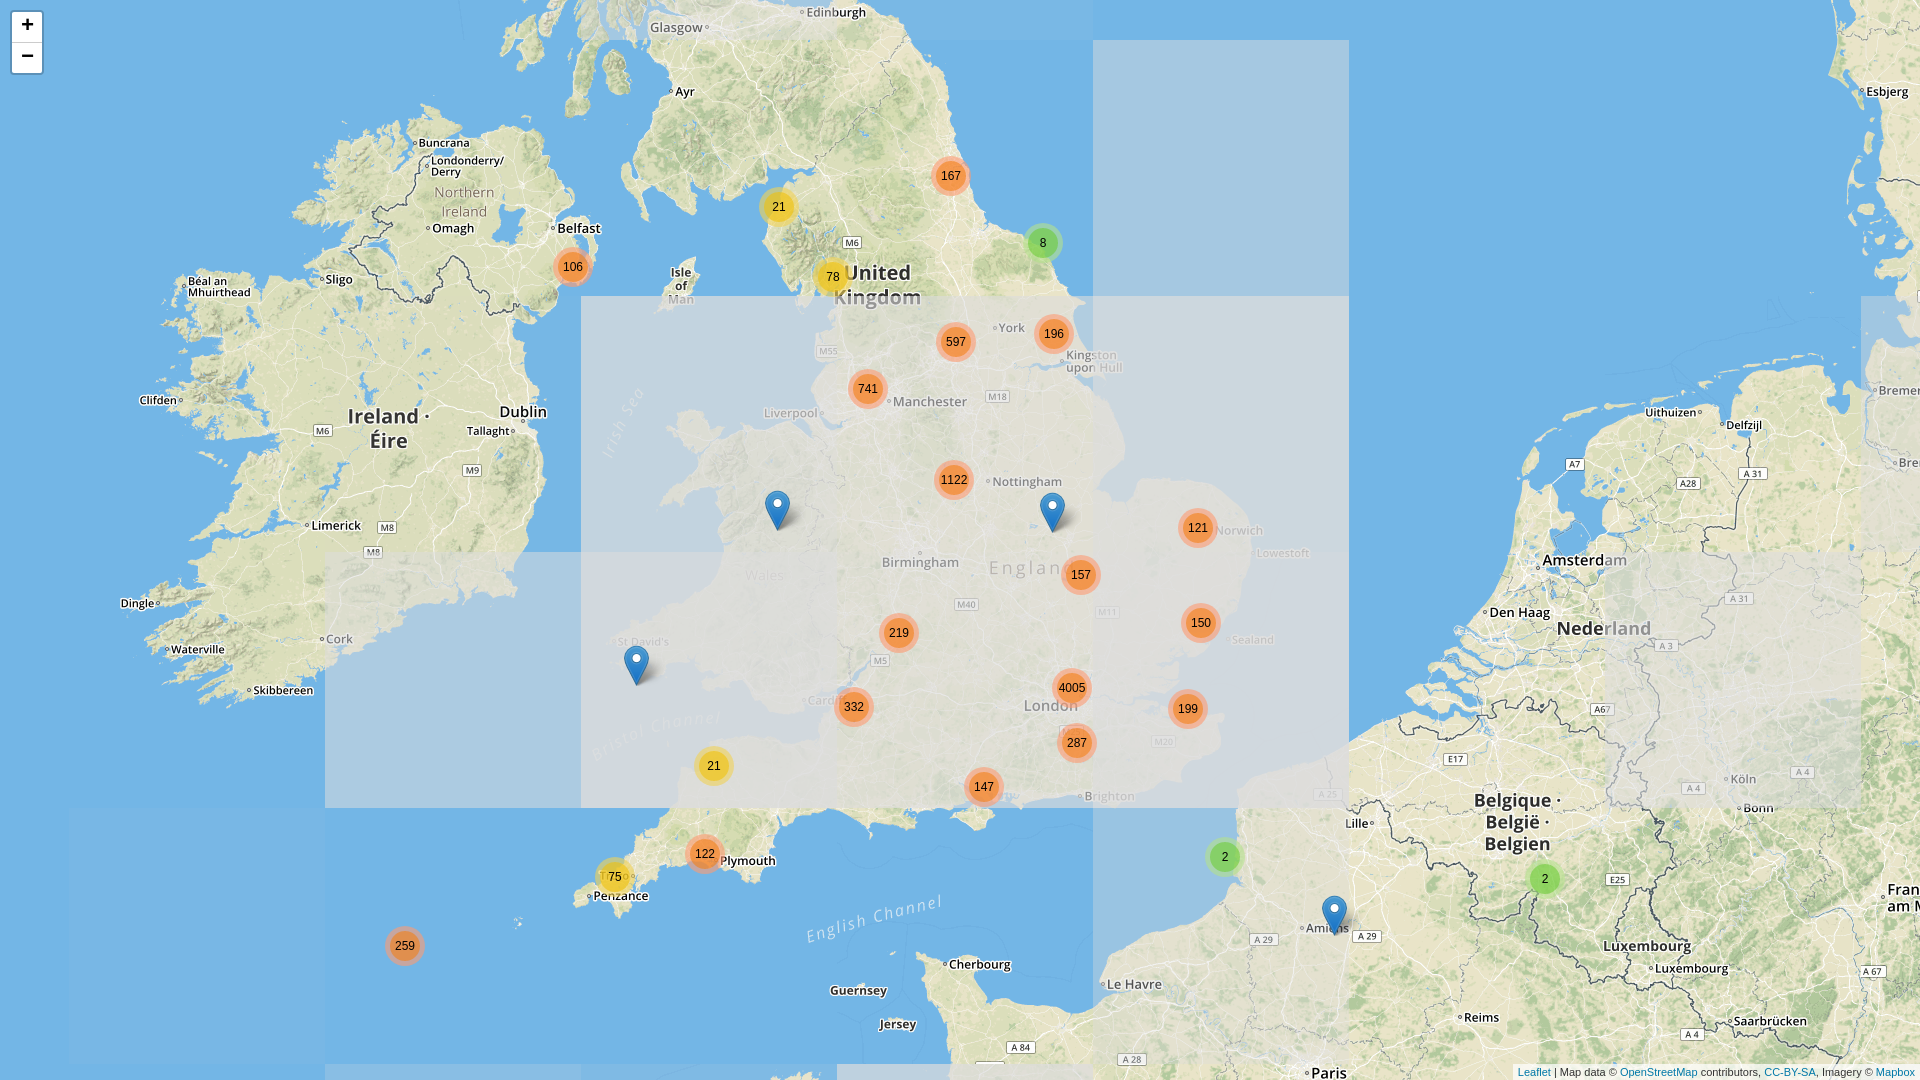 +
−
Edinburgh
Glasgow
Ayr
Esbjerg
Buncrana
Londonderry/
Derry
167
Northern
Ireland
21
Omagh
Belfast
M6
8
106
Isle
of
Man
78
United
Kingdom
Sligo
Béal an
Mhuirthead
York
196
597
M55
Kingston
upon Hull
741
Manchester
M18
Bremer
Clifden
Irish Sea
Liverpool
Dublin
Ireland ·
Éire
M6
Tallaght
Uithuizen
Delfzijl
M9
1122
Nottingham
A7
A 31
A28
Bre
Limerick
M8
121
Norwich
M8
Lowestoft
Birmingham
England
Amsterdam
Wales
157
Dingle
M40
M11
A 31
Den Haag
Cork
St David's
219
150
Sealand
Nederland
A 3
Waterville
M5
Skibbereen
4005
Cardiff
332
London
199
A67
Bristol Channel
287
M20
E17
21
147
Brighton
A 25
Köln
A 4
A 4
Bonn
Belgique ·
België ·
Belgien
Lille
122
Plymouth
2
75
Penzance
2
E25
Fran
am M
English Channel
Amiens
A 29
A 29
259
Luxembourg
Luxembourg
Cherbourg
A 67
Le Havre
Guernsey
Jersey
Reims
Saarbrücken
A 84
A 28
A 4
Paris
Leaflet | Map data © OpenStreetMap contributors, CC-BY-SA, Imagery © Mapbox